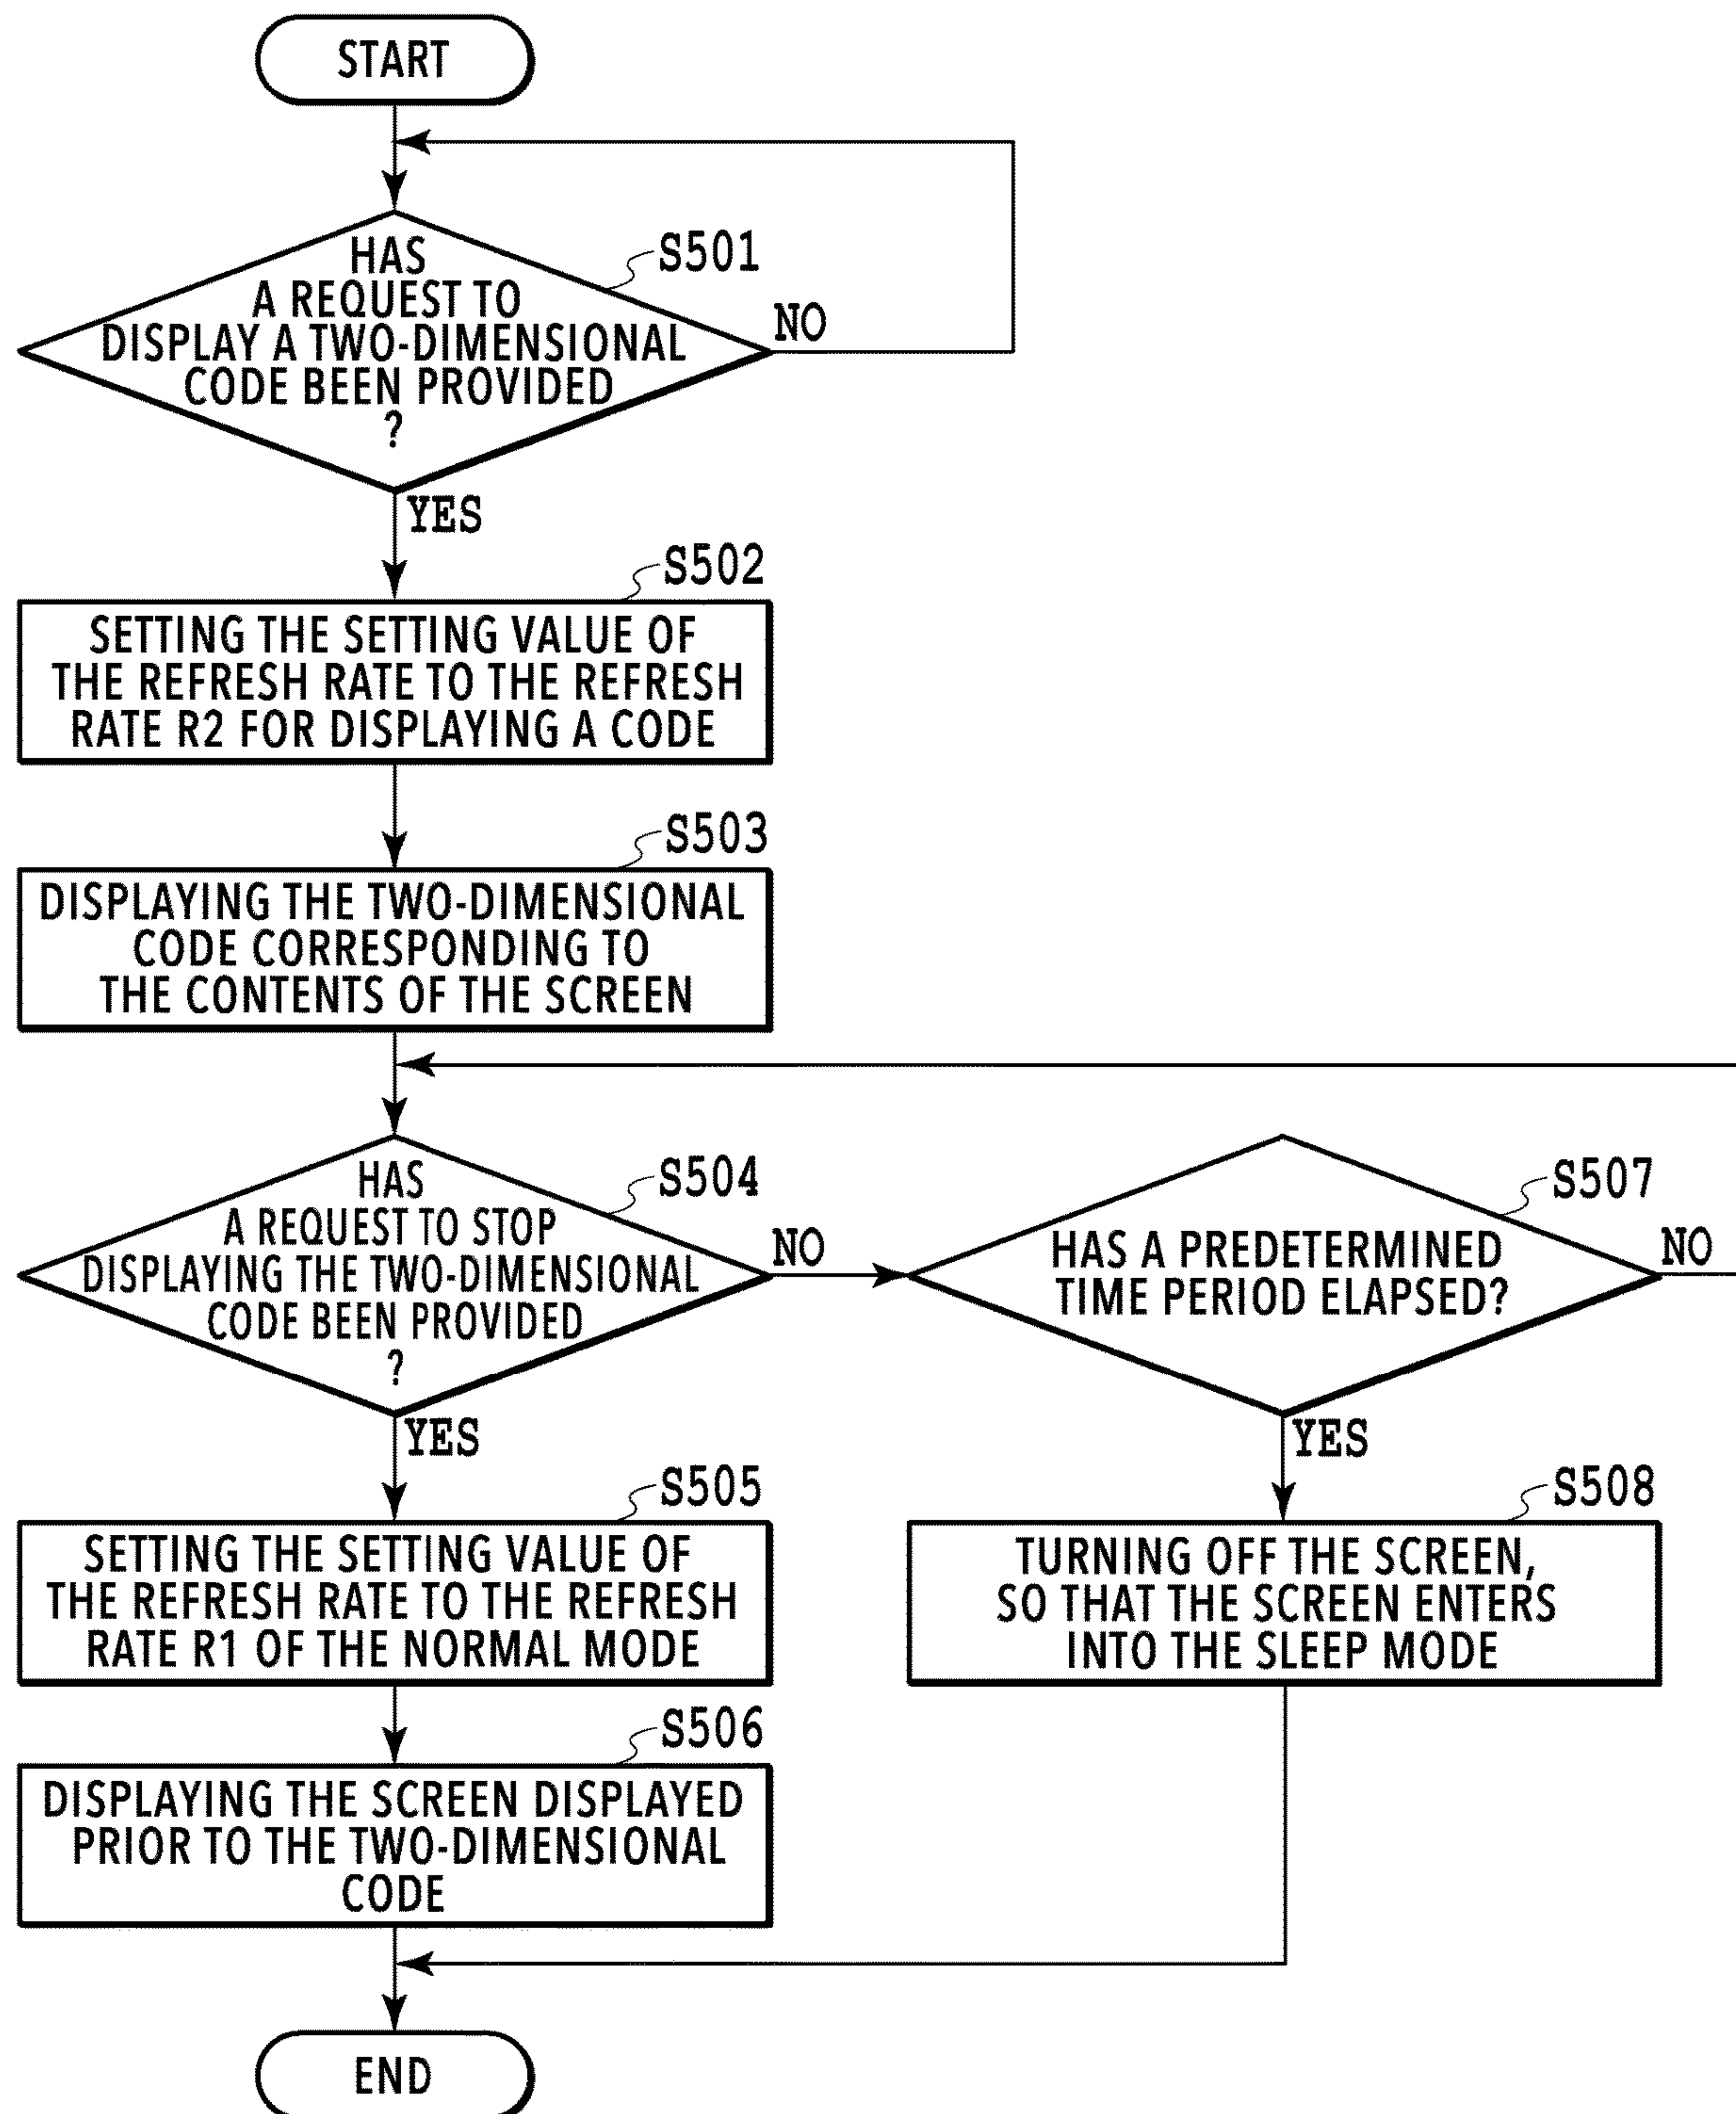 START
S501
HAS
A REQUEST TO
DISPLAY A TWO-DIMENSIONAL
CODE BEEN PROVIDED
?
NO
YES
S502
SETTING THE SETTING VALUE OF
THE REFRESH RATE TO THE REFRESH
RATE R2 FOR DISPLAYING A CODE
S503
DISPLAYING THE TWO-DIMENSIONAL
CODE CORRESPONDING TO
THE CONTENTS OF THE SCREEN
S504
HAS
A REQUEST TO STOP
DISPLAYING THE TWO-DIMENSIONAL
CODE BEEN PROVIDED
?
NO
YES
S507
HAS A PREDETERMINED
TIME PERIOD ELAPSED?
NO
YES
S505
SETTING THE SETTING VALUE OF
THE REFRESH RATE TO THE REFRESH
RATE R1 OF THE NORMAL MODE
S508
TURNING OFF THE SCREEN,
SO THAT THE SCREEN ENTERS
INTO THE SLEEP MODE
S506
DISPLAYING THE SCREEN DISPLAYED
PRIOR TO THE TWO-DIMENSIONAL
CODE
END